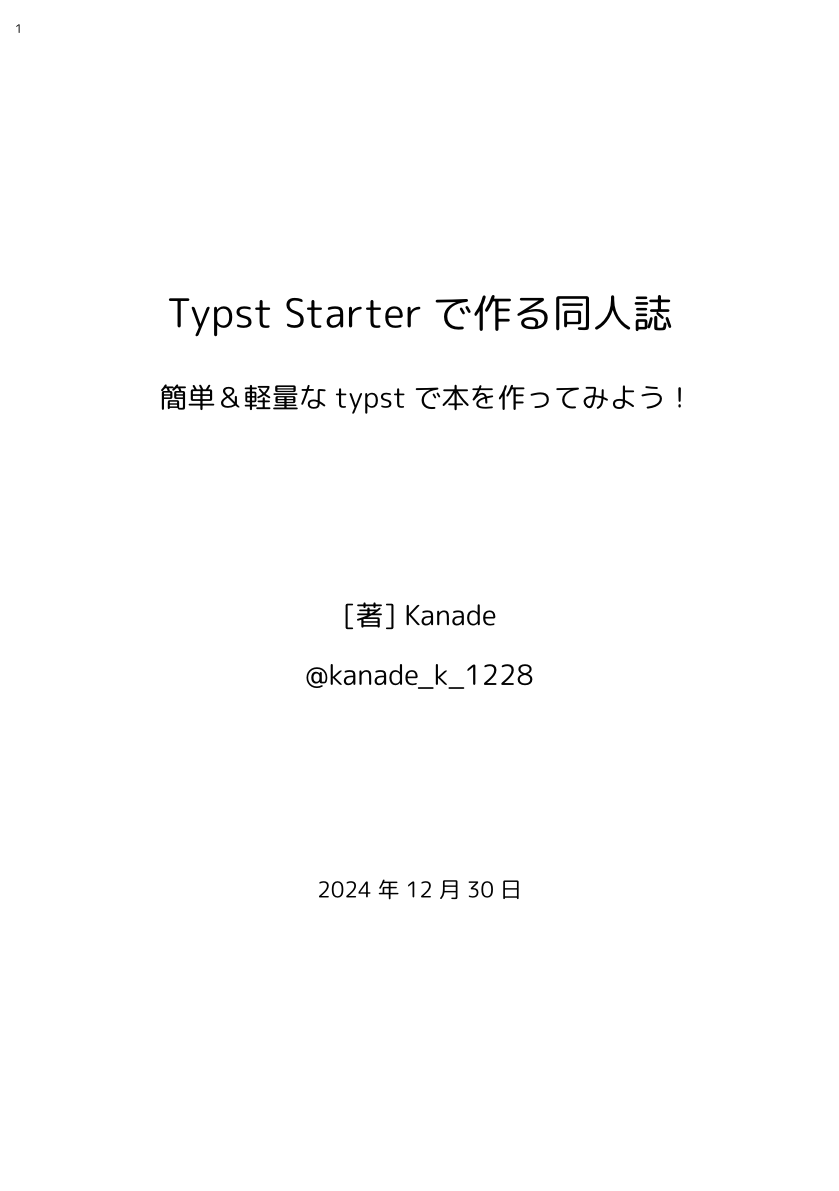 1
Typst Starter で作る同人誌
簡単＆軽量な typst で本を作ってみよう！
[著] Kanade
@kanade_k_1228
2024 年 12 月 30 日